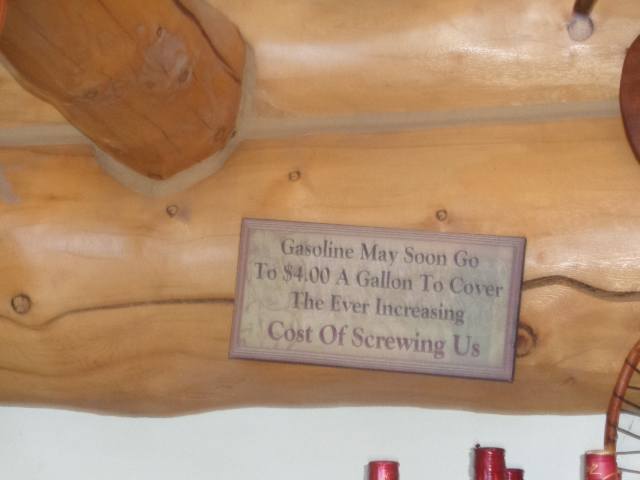 Gasoline May Soon Go
To $4.00 A Gallon To Cover
The Ever Increasing
Cost Of Screwing Us